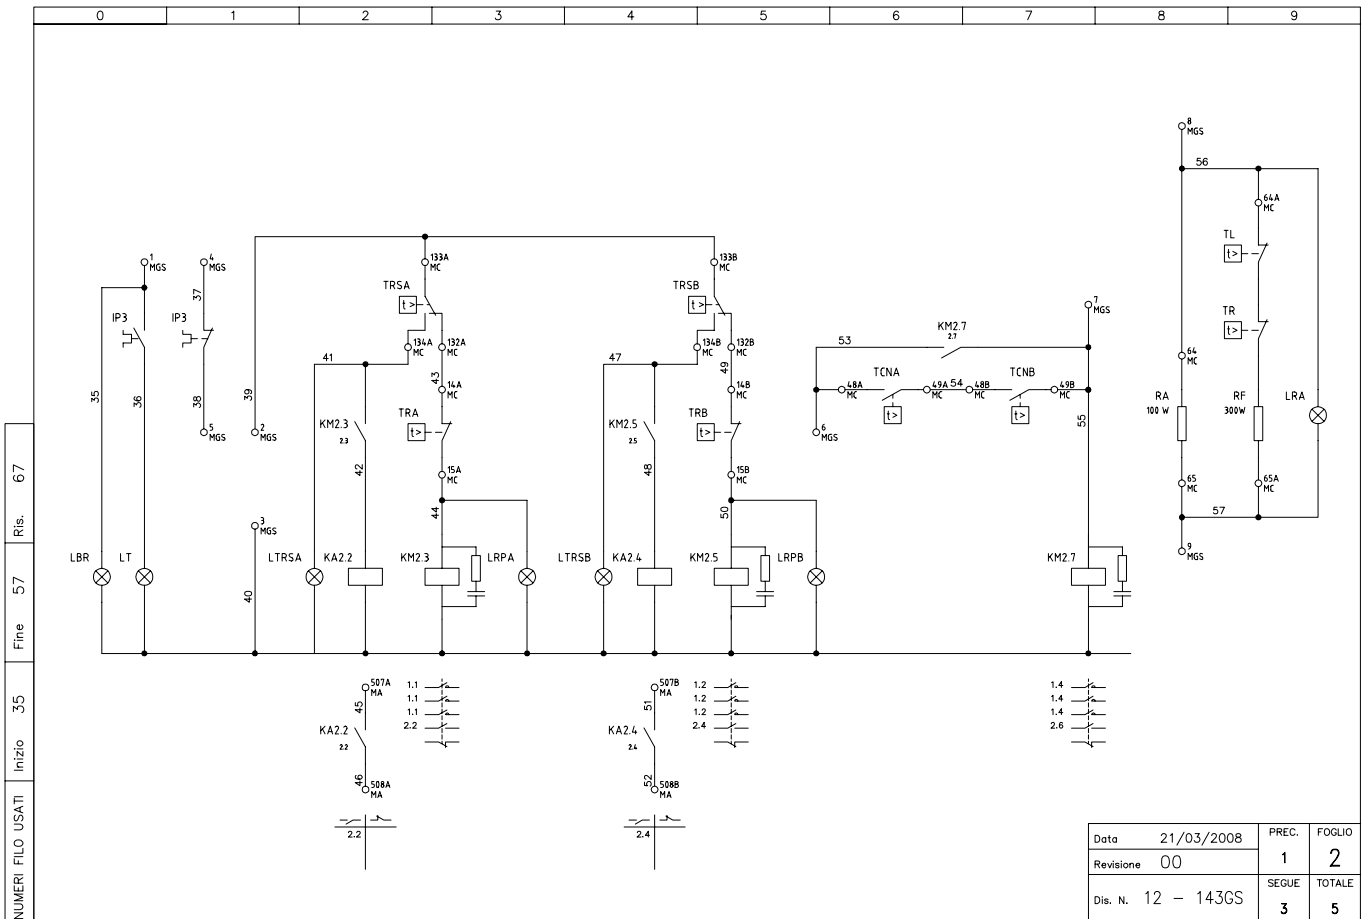 0 1 2 3 4 5 6 7 8 9
8
MGS
56
64A
MC
TL
t>
TR
t>
64
MC
RA
100 W
RF
300W
LRA
65
MC
65A
MC
57
9
MGS
1
MGS
4
MGS
37
IP3
IP3
35
36
38
5
MGS
39
2
MGS
3
MGS
40
LBR
LT
133A
MC
TRSA
t>
134A
MC
132A
MC
41
43
14A
MC
KM2.3
2.3
TRA
t>
42
15A
MC
44
LTRSA
KA2.2
KM2.3
LRPA
133B
MC
TRSB
t>
134B
MC
132B
MC
47
49
14B
MC
KM2.5
2.5
TRB
t>
48
15B
MC
50
LTRSB
KA2.4
KM2.5
LRPB
7
MGS
KM2.7
2.7
53
TCNA
TCNB
48A
MC
49A
MC
54
48B
MC
49B
MC
t>
t>
6
MGS
55
KM2.7
507A
MA
45
KA2.2
2.2
46
508A
MA
2.2
1.1
1.1
1.1
2.2
507B
MA
51
KA2.4
2.4
52
508B
MA
2.4
1.2
1.2
1.2
2.4
1.4
1.4
1.4
2.6
NUMERI FILO USATI Inizio 35 Fine 57 Ris. 67
Data 21/03/2008
Revisione 00
Dis. N. 12 - 143GS
PREC. FOGLIO
1 2
SEGUE TOTALE
3 5